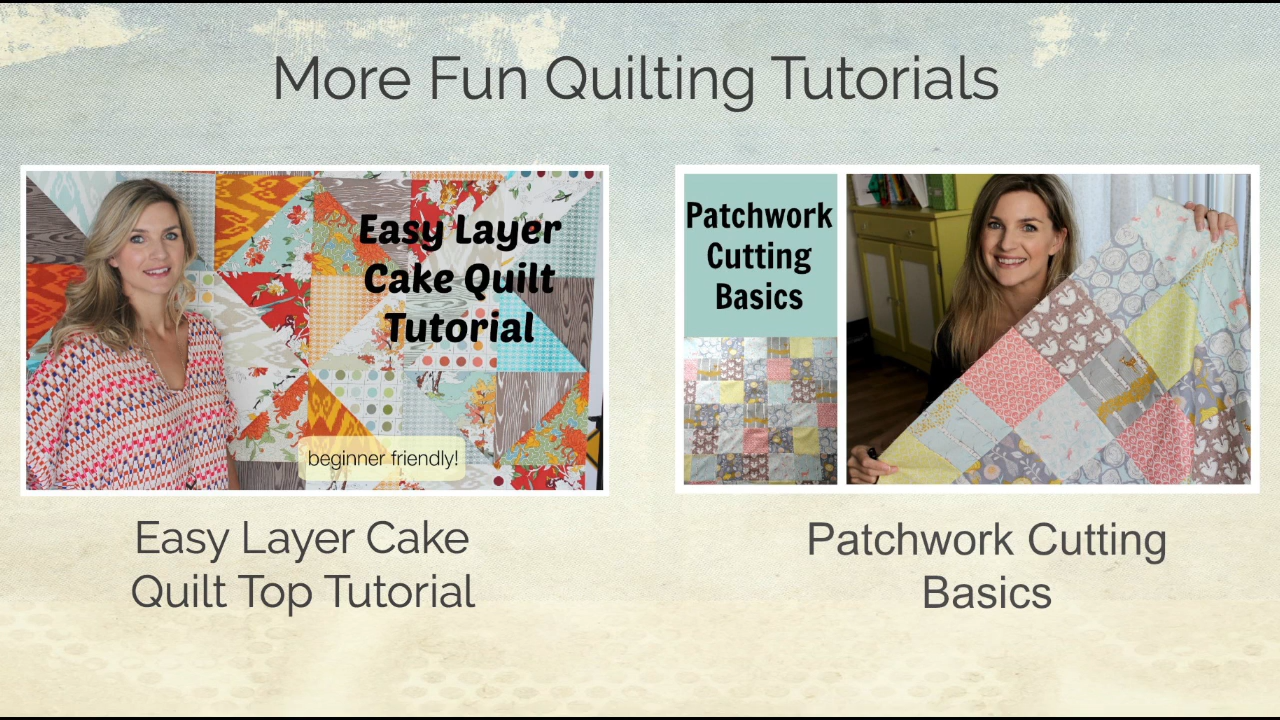 More Fun Quilting Tutorials
Easy Layer
Cake Quilt
Tutorial
beginner friendly!
Patchwork
Cutting
Basics
Easy Layer Cake
Quilt Top Tutorial
Patchwork Cutting
Basics